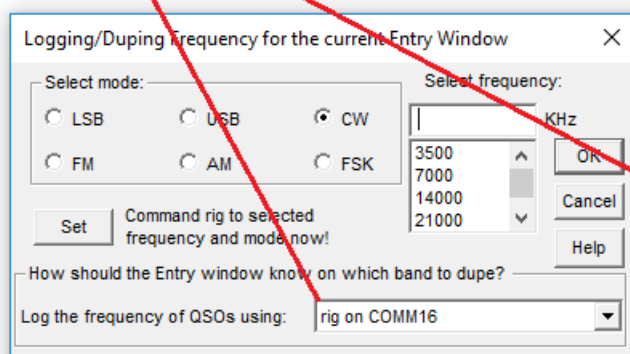 Logging/Duping Frequency for the current Entry Window
Select mode:
LSB
USB
CW
FM
AM
FSK
Select frequency:
KHz
3500
7000
14000
21000
OK
Cancel
Help
Set
Command rig to selected
frequency and mode now!
How should the Entry window know on which band to dupe?
Log the frequency of QSOs using:
rig on COMM16